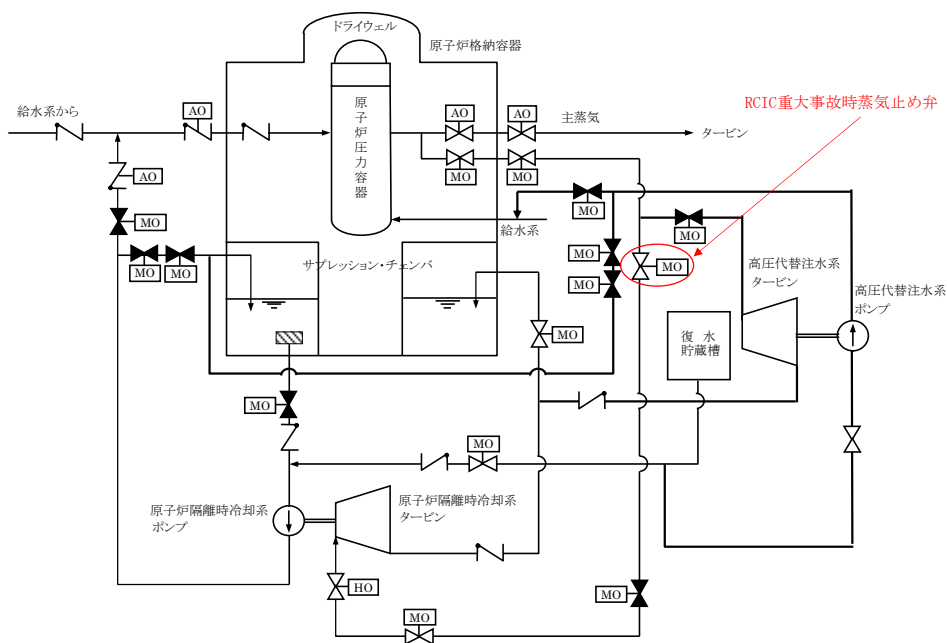 ドライウェル
原子炉格納容器
給水系から
AO
原子炉圧力容器
AO
AO
主蒸気
タービン
RCIC重大事故時蒸気止め弁
MO
MO
AO
MO
MO
MO
給水系
MO
MO
サプレッション・チェンバ
MO
MO
MO
高圧代替注水系
タービン
高圧代替注水系
ポンプ
MO
復 水
貯蔵槽
MO
MO
原子炉隔離時冷却系
ポンプ
原子炉隔離時冷却系
タービン
HO
MO
MO